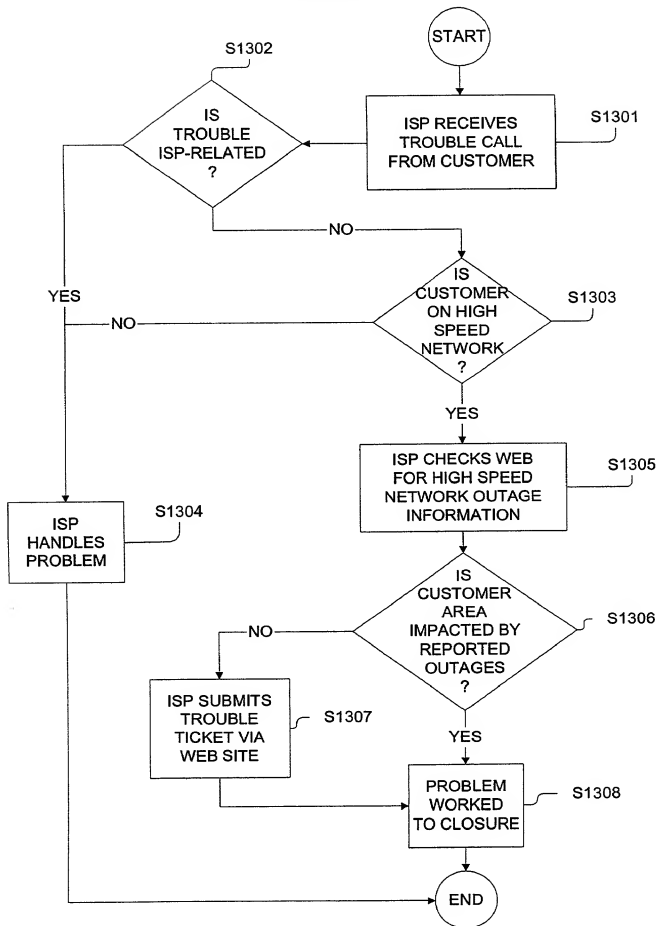 START
S1302
IS
TROUBLE
ISP-RELATED
?
ISP RECEIVES
TROUBLE CALL
FROM CUSTOMER
S1301
NO
YES
IS
CUSTOMER
ON HIGH
SPEED
NETWORK
?
S1303
NO
YES
ISP CHECKS WEB
FOR HIGH SPEED
NETWORK OUTAGE
INFORMATION
S1305
ISP
HANDLES
PROBLEM
S1304
IS
CUSTOMER
AREA
IMPACTED BY
REPORTED
OUTAGES
?
S1306
NO
ISP SUBMITS
TROUBLE
TICKET VIA
WEB SITE
S1307
YES
PROBLEM
WORKED
TO CLOSURE
S1308
END